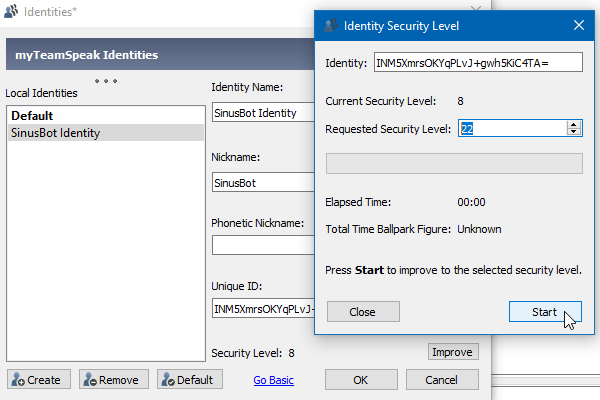 Identities*
myTeamSpeak Identities
Local Identities
Default
SinusBot Identity
Identity Name:
SinusBot Identity
Nickname:
SinusBot
Phonetic Nickname:
Unique ID:
INM5XmrsOKYqPLvJ+
Security Level: 8
Improve
Create
Remove
Default
Go Basic
OK
Cancel
Identity Security Level
Identity: INM5XmrsOKYqPLvJ+gwh5KiC4TA=
Current Security Level: 8
Requested Security Level: 22
Elapsed Time: 00:00
Total Time Ballpark Figure: Unknown
Press Start to improve to the selected security level.
Close
Start